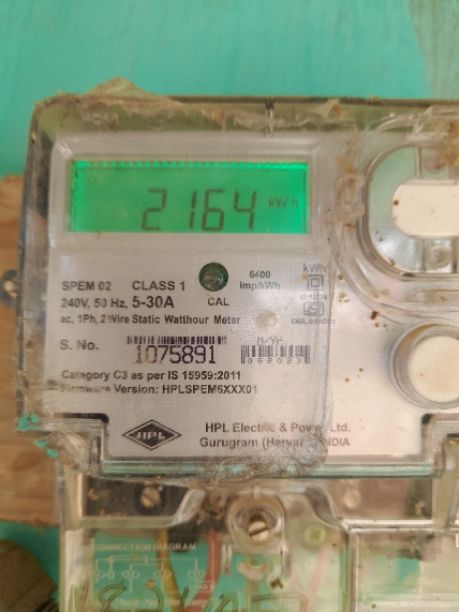 2164 kWh
SPEM 02 CLASS 1
6400
imp/kWh
kWh
240V, 50 Hz, 5-30A
CAL
ac, 1Ph, 2 Wire Static Watthour Meter
M/YR
S. No. 1075891
062023
Category C3 as per IS 15959:2011
Firmware Version: HPLSPEM6XXX01
HPL
HPL Electric & Power Ltd.
Gurugram INDIA
CONNECTION DIAGRAM